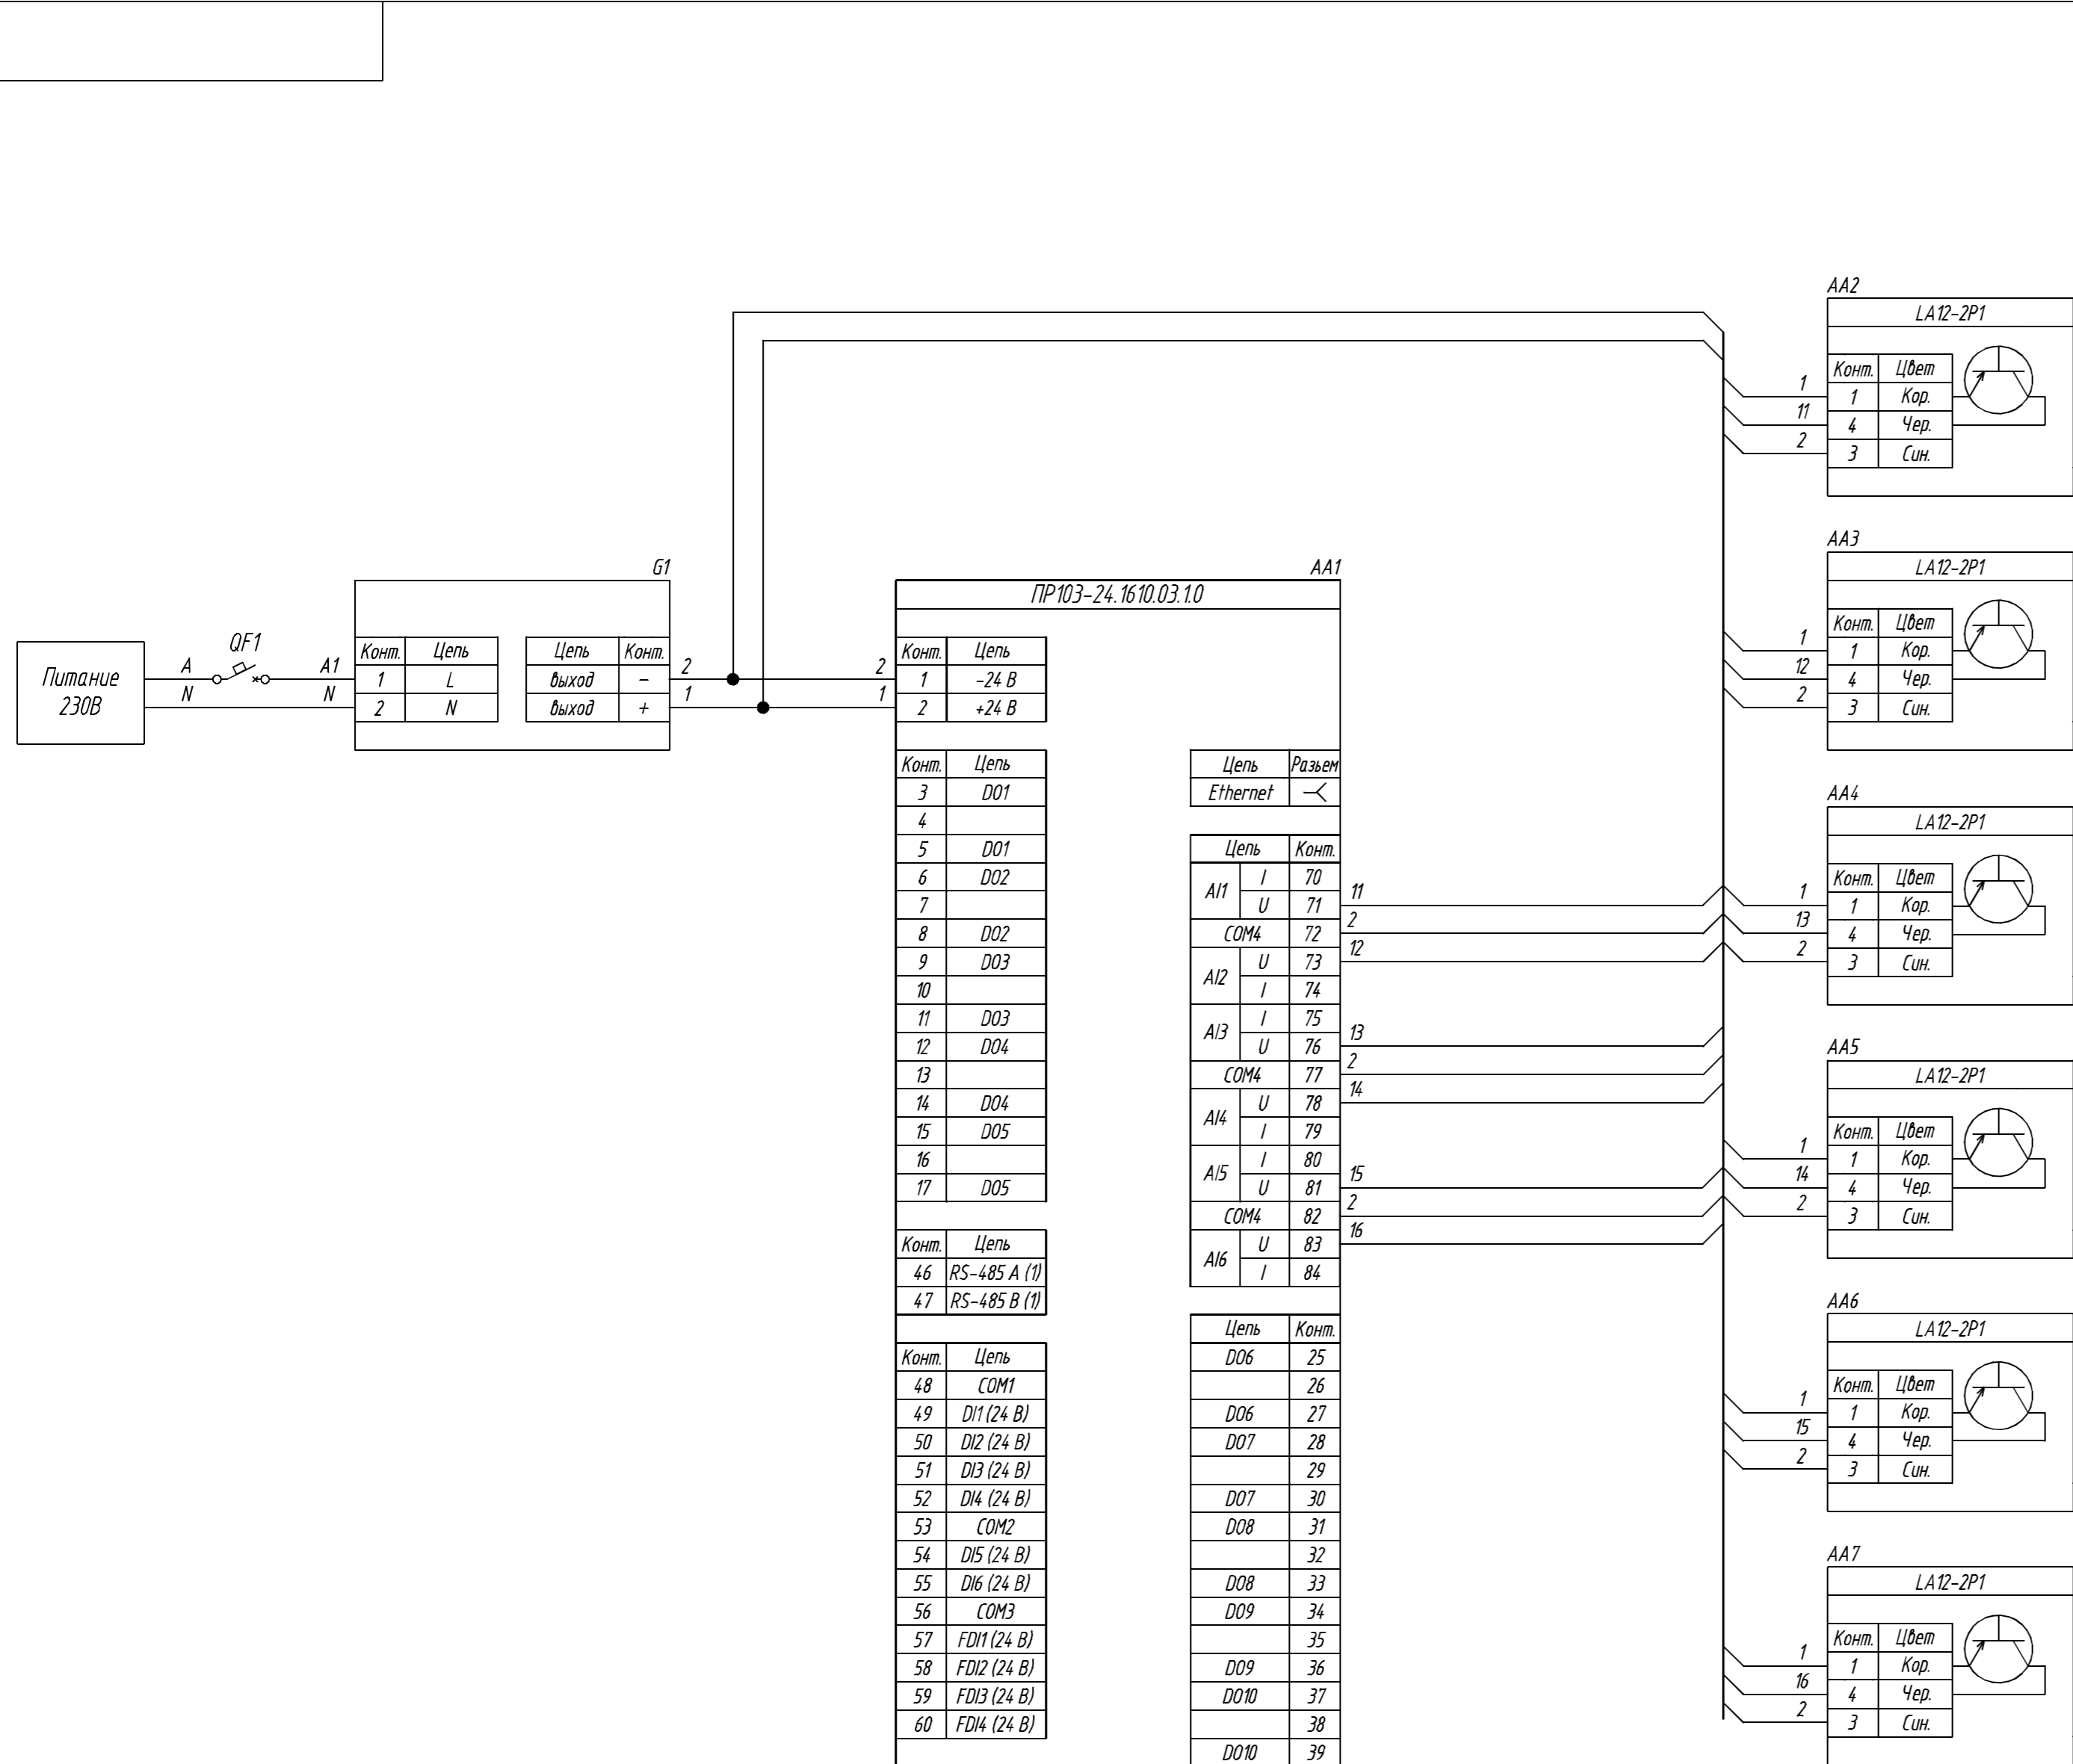 AA2
LA12-2P1
Конт. Цвет
1 1 Кор.
11 4 Чер.
2 3 Син.
AA3
LA12-2P1
Конт. Цвет
1 1 Кор.
12 4 Чер.
2 3 Син.
G1
Питание
230В
A QF1 A1
N N
Конт. Цепь
1 L
2 N
Цепь Конт.
выход – 2
выход + 1
AA1
ПР103-24.1610.03.1.0
Конт. Цепь
2 1 -24 В
1 2 +24 В
Конт. Цепь
3 DO1
4
5 DO1
6 DO2
7
8 DO2
9 DO3
10
11 DO3
12 DO4
13
14 DO4
15 DO5
16
17 DO5
Конт. Цепь
46 RS-485 A (1)
47 RS-485 B (1)
Конт. Цепь
48 COM1
49 DI1 (24 В)
50 DI2 (24 В)
51 DI3 (24 В)
52 DI4 (24 В)
53 COM2
54 DI5 (24 В)
55 DI6 (24 В)
56 COM3
57 FDI1 (24 В)
58 FDI2 (24 В)
59 FDI3 (24 В)
60 FDI4 (24 В)
Цепь Разьем
Ethernet
Цепь Конт.
AI1 I 70
U 71 11
COM4 72 2
AI2 U 73 12
I 74
AI3 I 75
U 76 13
COM4 77 2
AI4 U 78 14
I 79
AI5 I 80
U 81 15
COM4 82 2
AI6 U 83 16
I 84
Цепь Конт.
DO6 25
26
DO6 27
DO7 28
29
DO7 30
DO8 31
32
DO8 33
DO9 34
35
DO9 36
DO10 37
38
DO10 39
AA4
LA12-2P1
Конт. Цвет
1 1 Кор.
13 4 Чер.
2 3 Син.
AA5
LA12-2P1
Конт. Цвет
1 1 Кор.
14 4 Чер.
2 3 Син.
AA6
LA12-2P1
Конт. Цвет
1 1 Кор.
15 4 Чер.
2 3 Син.
AA7
LA12-2P1
Конт. Цвет
1 1 Кор.
16 4 Чер.
2 3 Син.